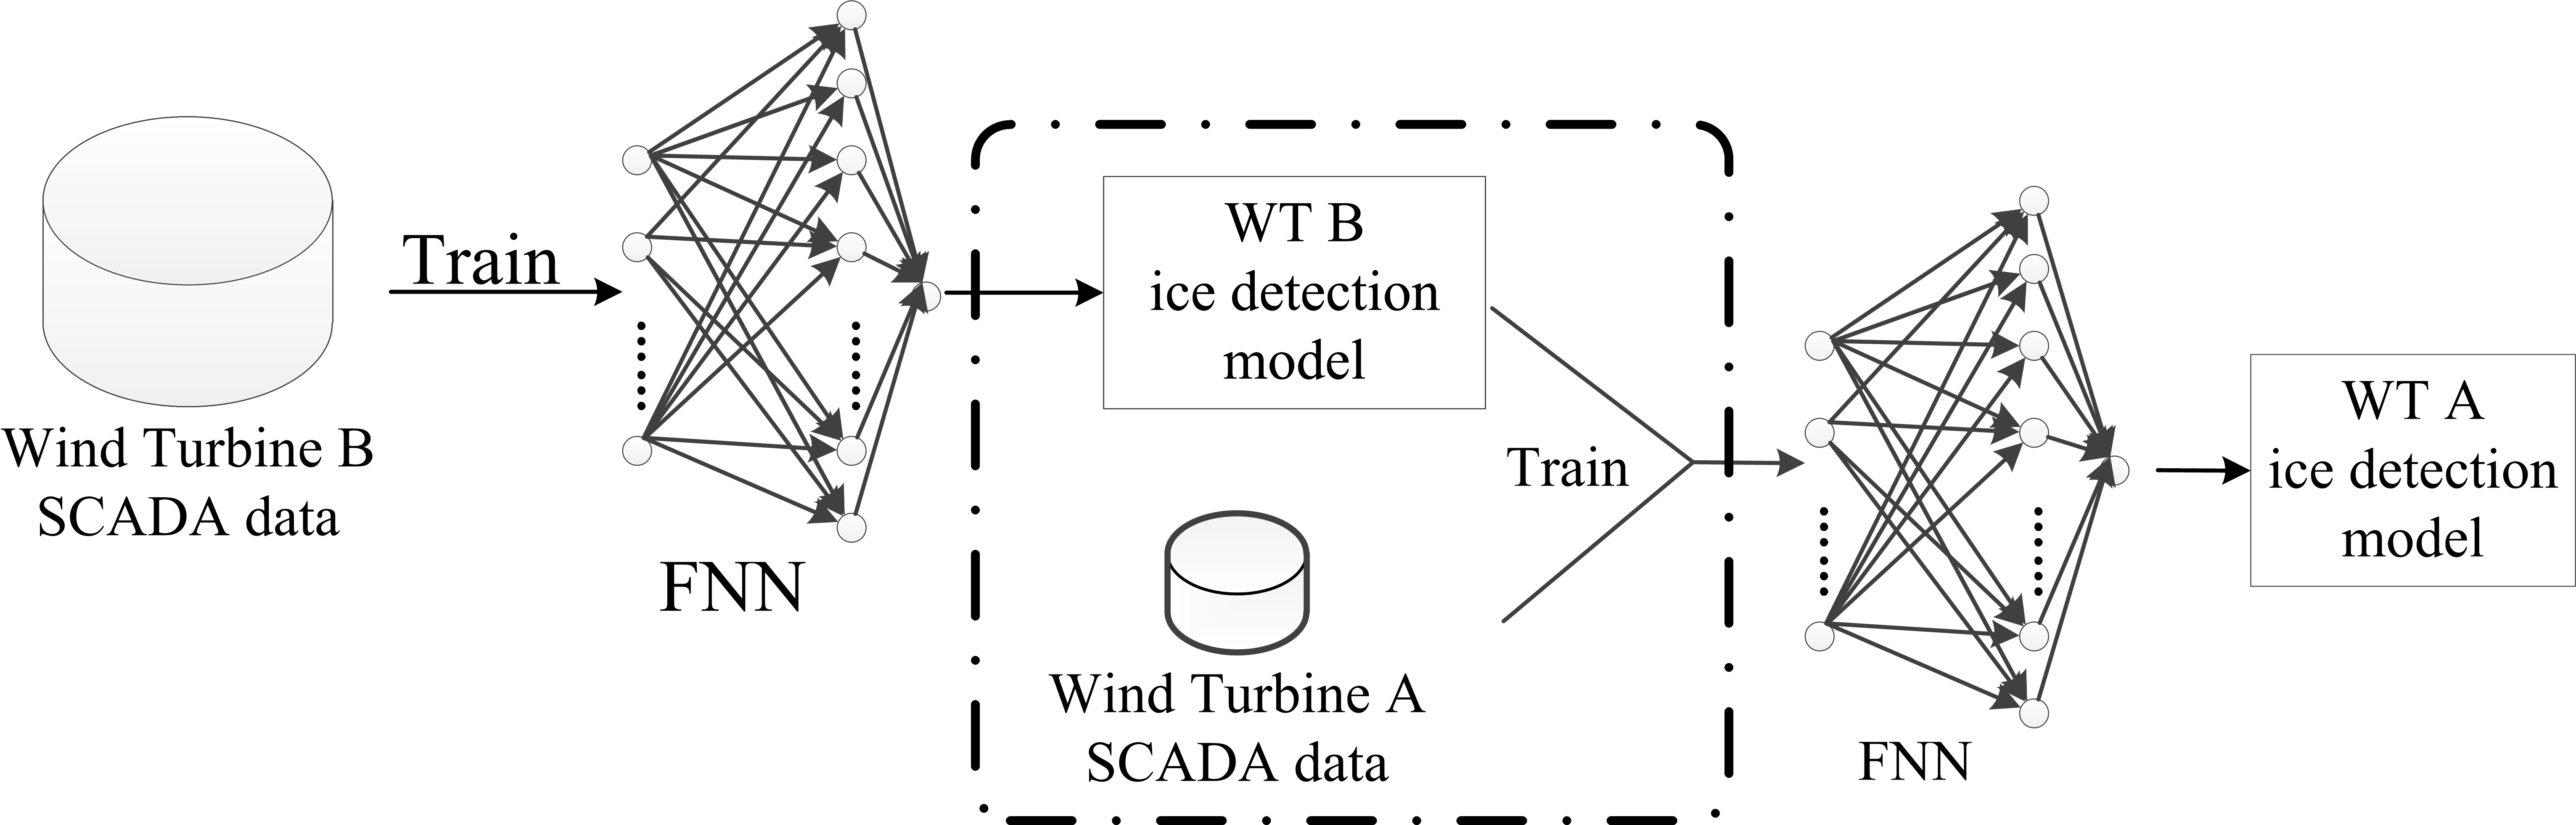 Wind Turbine B
SCADA data
Train
FNN
WT B
ice detection
model
Wind Turbine A
SCADA data
Train
FNN
WT A
ice detection
model